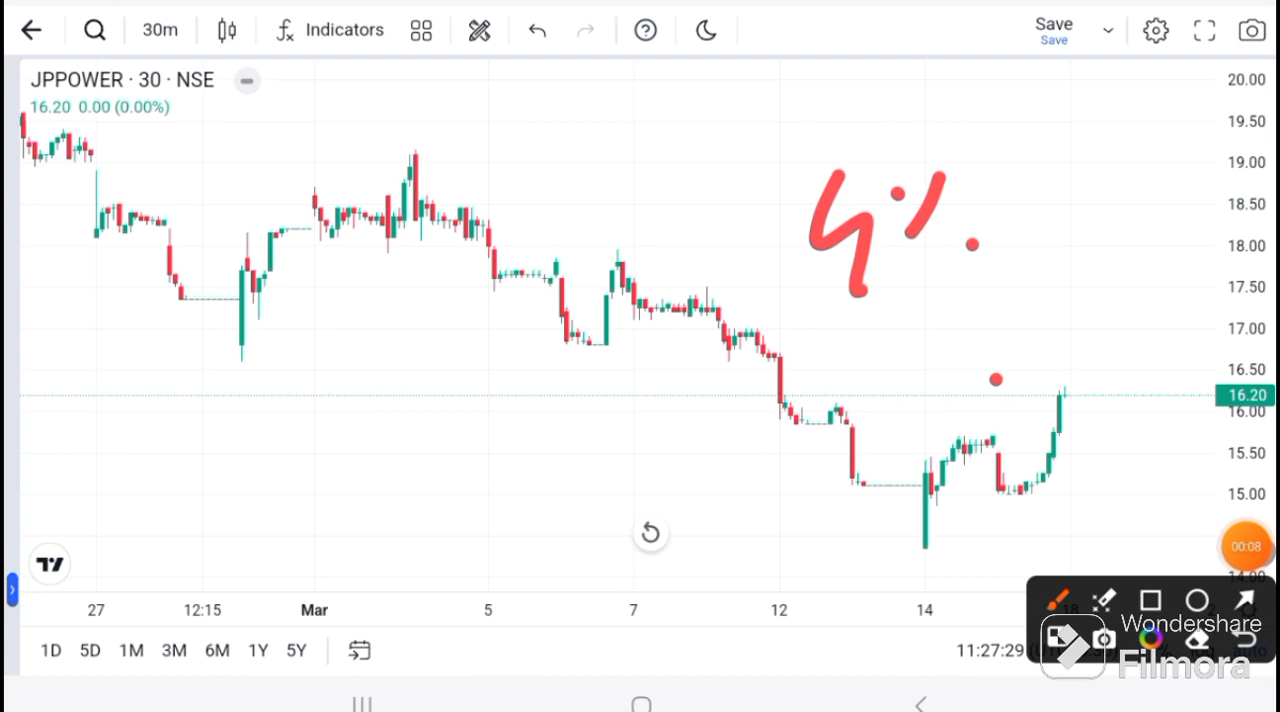 30m Indicators Save
Save
JPPOWER · 30 · NSE
16.20 0.00 (0.00%)
4%
20.00
19.50
19.00
18.50
18.00
17.50
17.00
16.50
16.20
16.00
15.50
15.00
00:08
14.00
27 12:15 Mar 5 7 12 14 18
Wondershare
Filmora
1D 5D 1M 3M 6M 1Y 5Y 11:27:29